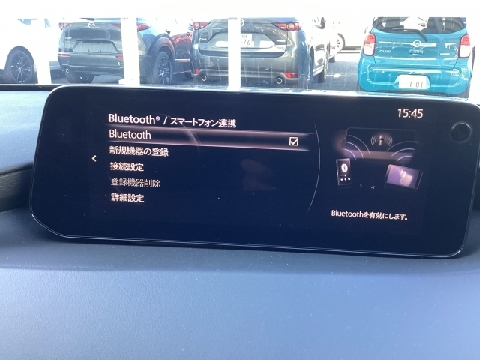 15:45
Bluetooth® / スマートフォン連携
Bluetooth
新規機器の登録
接続設定
登録機器削除
詳細設定
Bluetoothを有効にします。